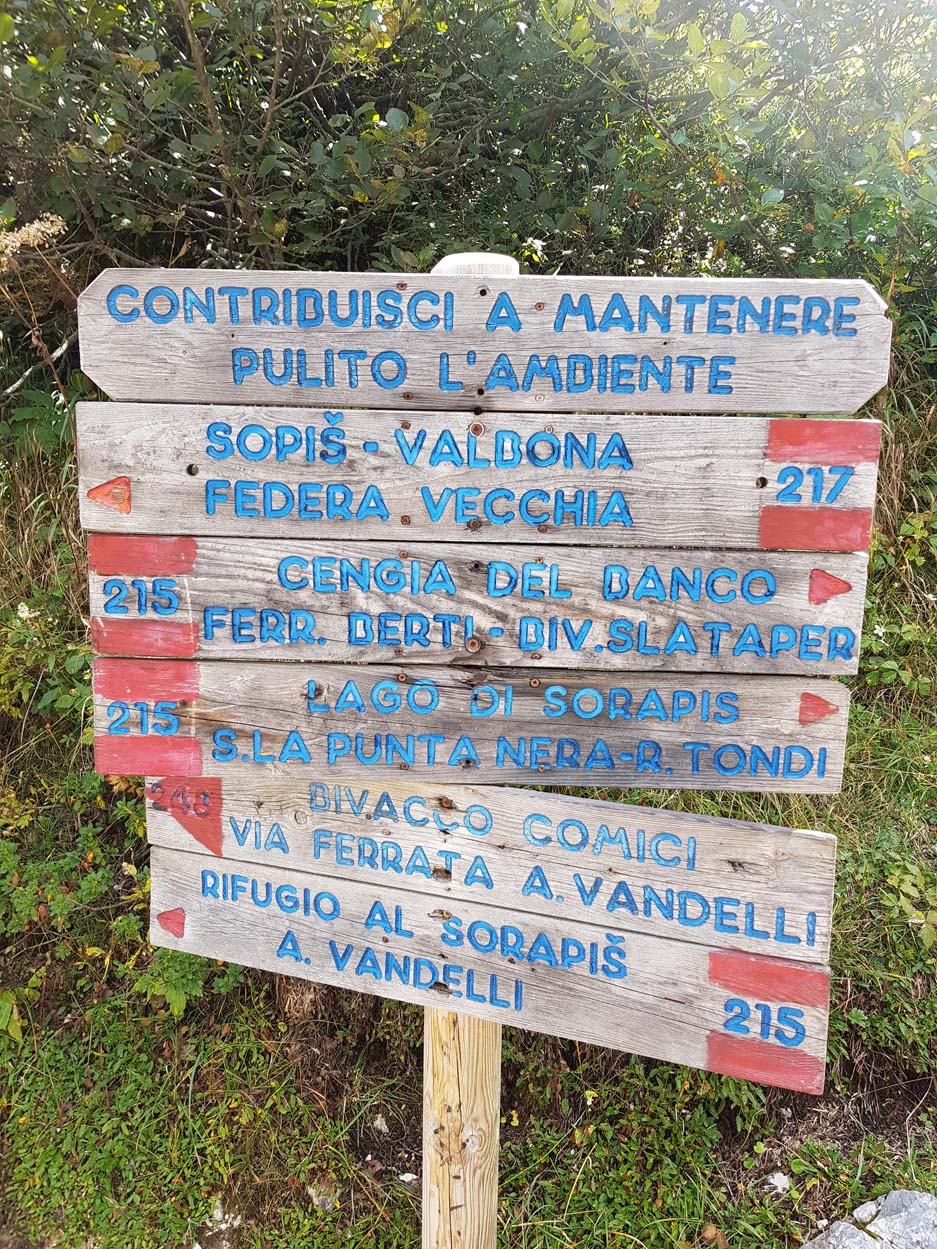 CONTRIBUISCI A MANTENERE
PULITO L'AMBIENTE
SOPIŠ - VALBONA
FEDERA VECCHIA
217
215
CENGIA DEL BANCO
FERR. BERTI - BIV. SLATAPER
215
LAGO DI SORAPIS
S.LA PUNTA NERA-R. TONDI
243
BIVACCO COMICI
VIA FERRATA A. VANDELLI
RIFUGIO AL SORAPIŠ
A. VANDELLI
215